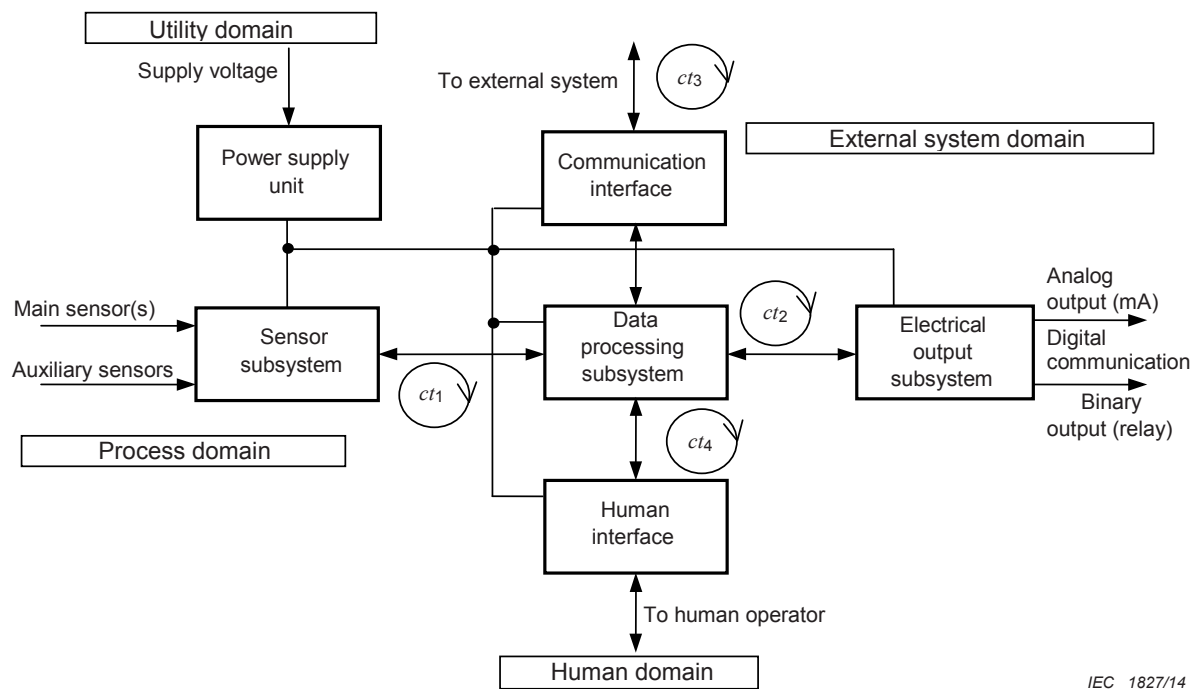 Utility domain
Supply voltage
To external system
ct3
External system domain
Power supply
unit
Communication
interface
Main sensor(s)
Auxiliary sensors
Sensor
subsystem
ct1
Data
processing
subsystem
ct2
Electrical
output
subsystem
Analog
output (mA)
Digital
communication
Binary
output (relay)
Process domain
ct4
Human
interface
To human operator
Human domain
IEC 1827/14